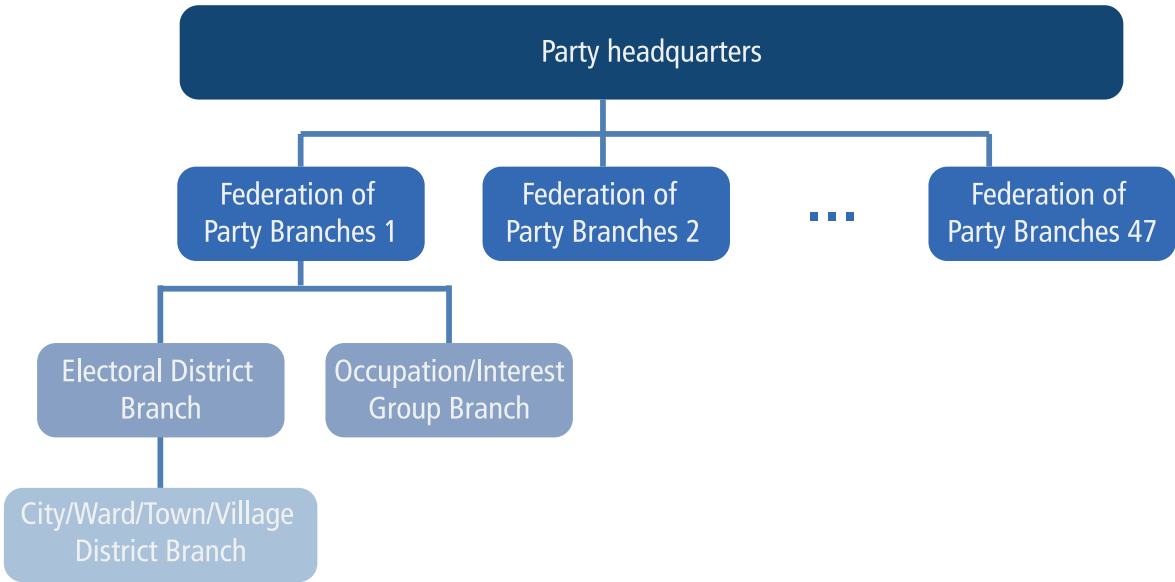 Party headquarters
Federation of
Party Branches 1
Federation of
Party Branches 2
...
Federation of
Party Branches 47
Electoral District
Branch
Occupation/Interest
Group Branch
City/Ward/Town/Village
District Branch